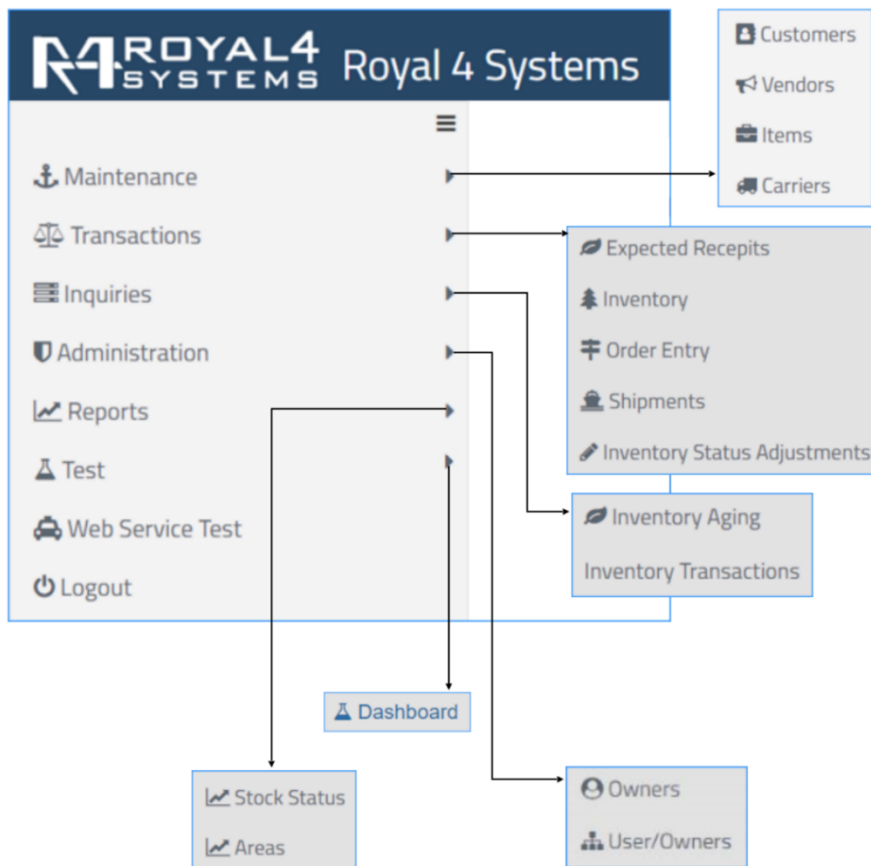 ROYAL4
SYSTEMS
Royal 4 Systems
Maintenance
Transactions
Inquiries
Administration
Reports
Test
Web Service Test
Logout
Customers
Vendors
Items
Carriers
Expected Recepits
Inventory
Order Entry
Shipments
Inventory Status Adjustments
Inventory Aging
Inventory Transactions
Dashboard
Stock Status
Areas
Owners
User/Owners